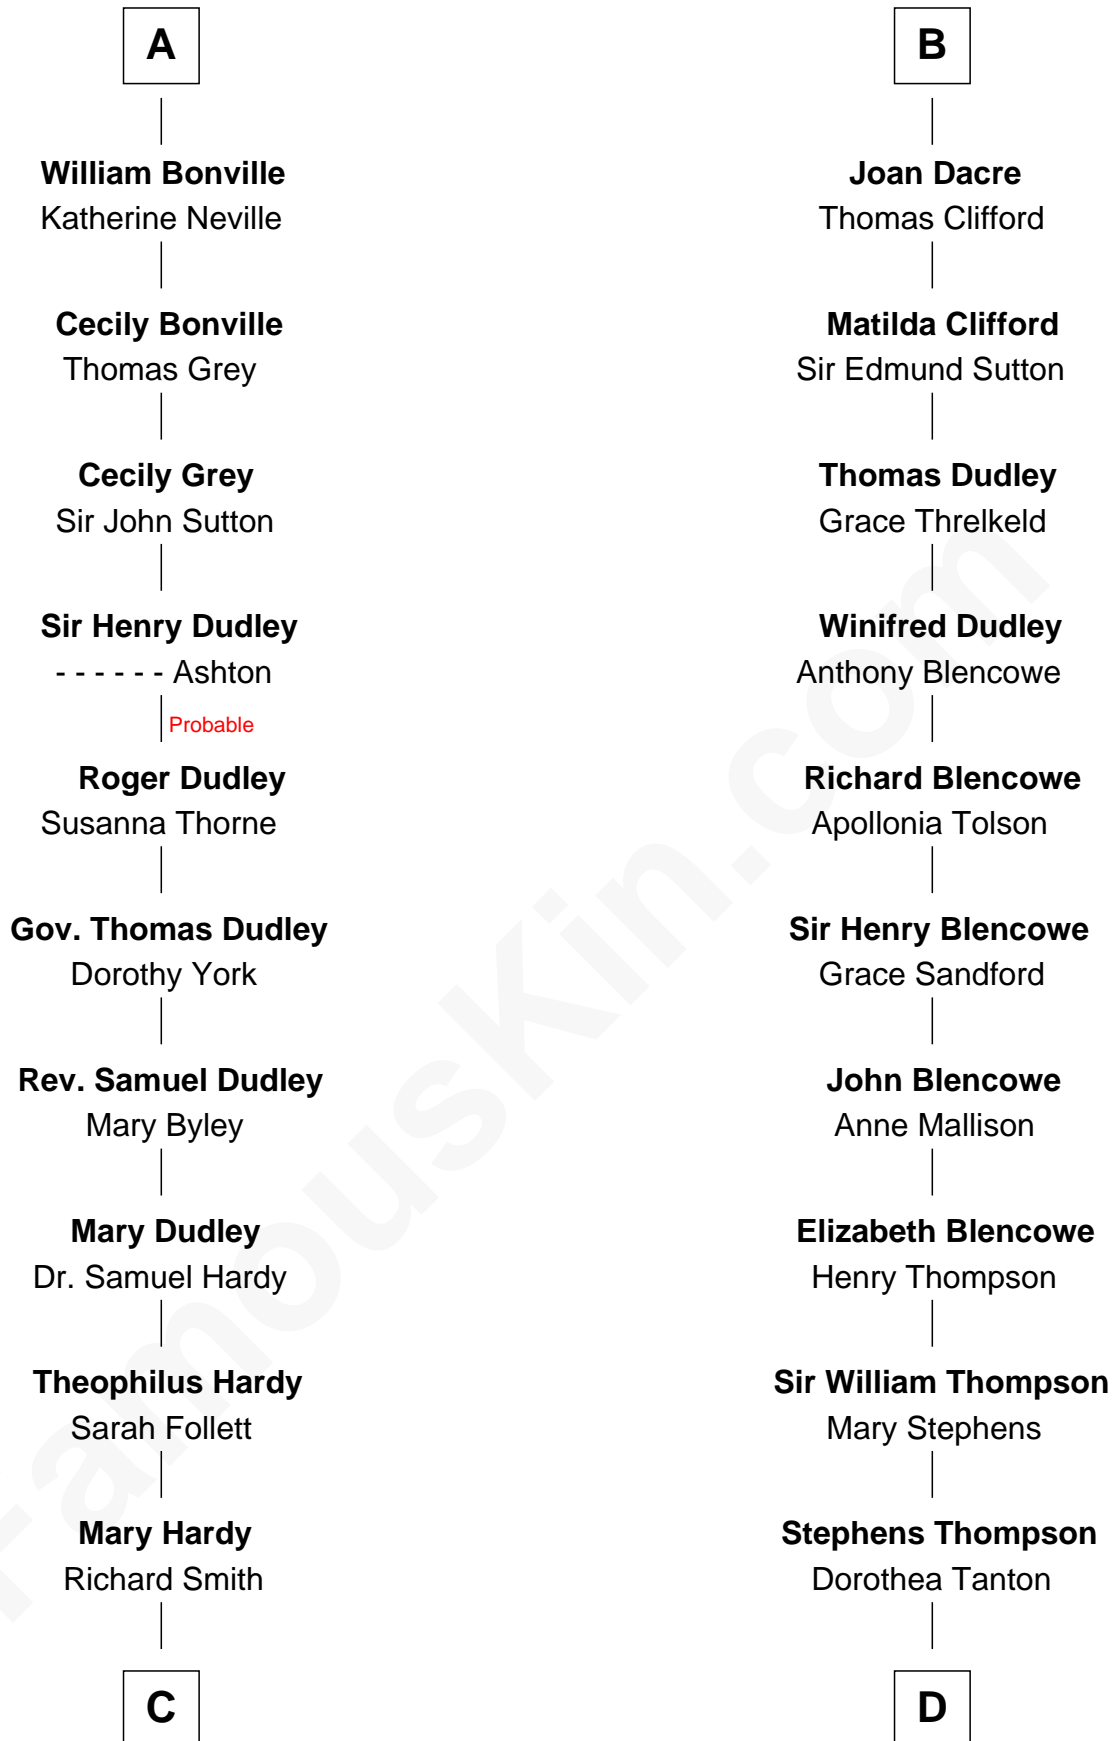 A
William Bonville
Katherine Neville
Cecily Bonville
Thomas Grey
Cecily Grey
Sir John Sutton
Sir Henry Dudley
- - - - - - Ashton
Probable
Roger Dudley
Susanna Thorne
Gov. Thomas Dudley
Dorothy York
Rev. Samuel Dudley
Mary Byley
Mary Dudley
Dr. Samuel Hardy
Theophilus Hardy
Sarah Follett
Mary Hardy
Richard Smith
C
B
Joan Dacre
Thomas Clifford
Matilda Clifford
Sir Edmund Sutton
Thomas Dudley
Grace Threlkeld
Winifred Dudley
Anthony Blencowe
Richard Blencowe
Apollonia Tolson
Sir Henry Blencowe
Grace Sandford
John Blencowe
Anne Mallison
Elizabeth Blencowe
Henry Thompson
Sir William Thompson
Mary Stephens
Stephens Thompson
Dorothea Tanton
D
FamousKin.com